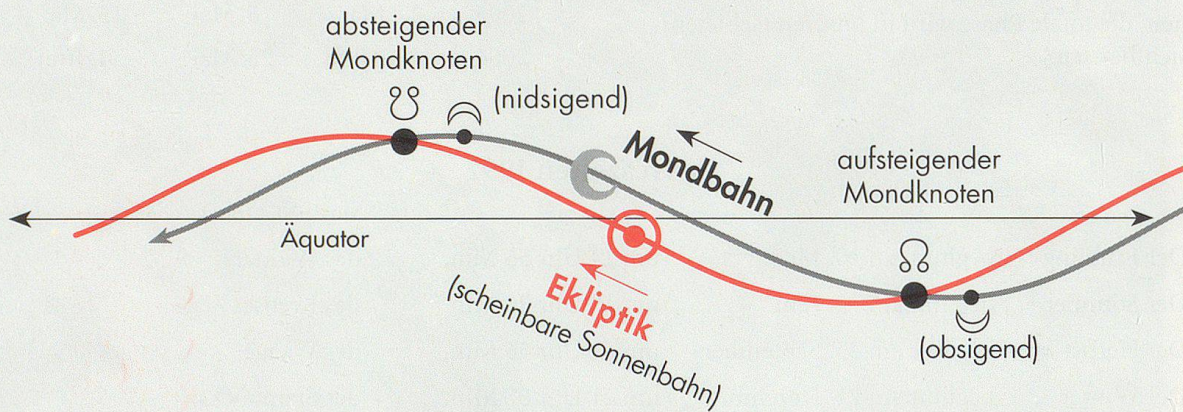 absteigender
Mondknoten
☋
(nidsigend)
Mondbahn
aufsteigender
Mondknoten
Äquator
☊
Ekliptik
(scheinbare Sonnenbahn)
(obsigend)